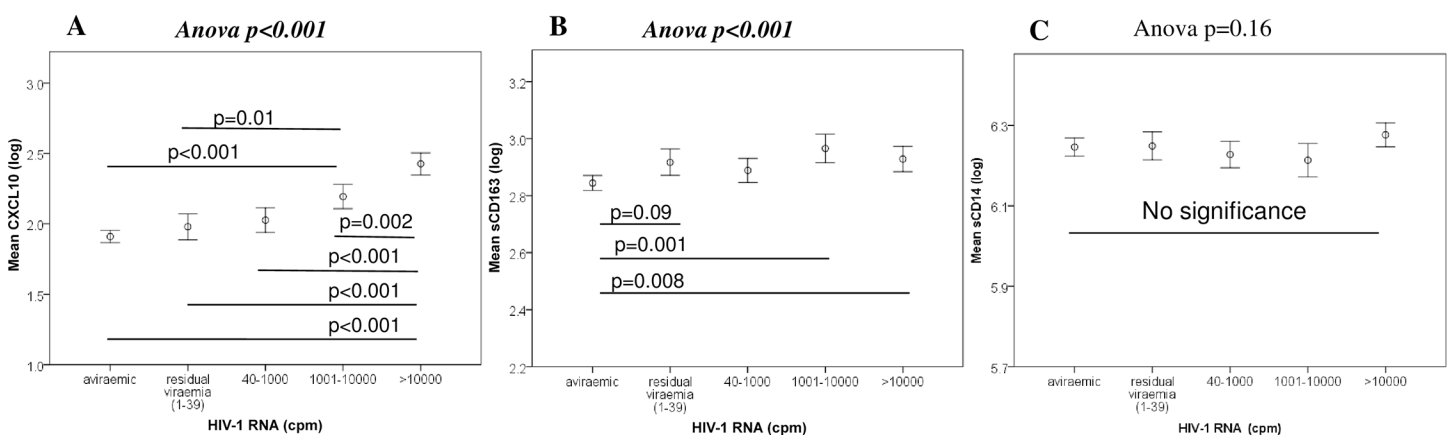 A
Anova p<0.001
Mean CXCL10 (log)
3.0
2.5
2.0
1.5
1.0
p=0.01
p<0.001
p=0.002
p<0.001
p<0.001
p<0.001
aviraemic
residual
viraemia
(1-39)
40-1000
1001-10000
>10000
HIV-1 RNA (cpm)
B
Anova p<0.001
Mean sCD163 (log)
3.2
3.0
2.8
2.6
2.4
2.2
p=0.09
p=0.001
p=0.008
aviraemic
residual
viraemia
(1-39)
40-1000
1001-10000
>10000
HIV-1 RNA (cpm)
C
Anova p=0.16
Mean sCD14 (log)
6.3
6.1
5.9
5.7
No significance
aviraemic
residual
viraemia
(1-39)
40-1000
1001-10000
>10000
HIV-1 RNA (cpm)